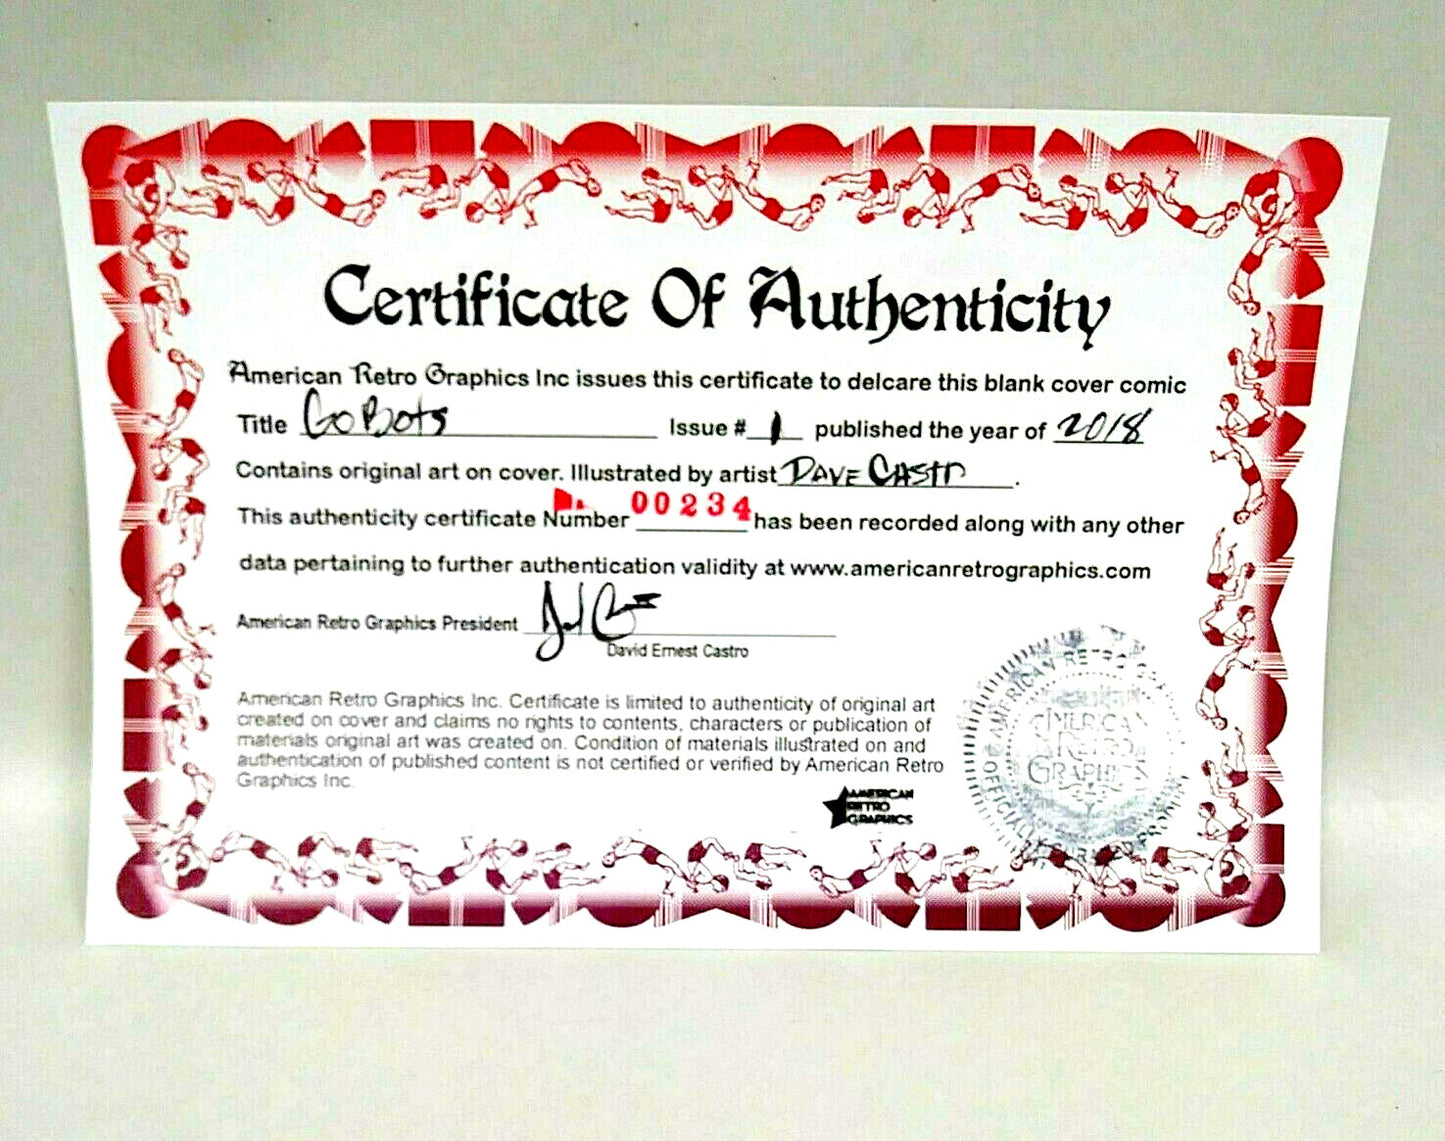 Certificate Of Authenticity
American Retro Graphics Inc issues this certificate to delcare this blank cover comic
Title GoBots Issue # 1 published the year of 2018
Contains original art on cover. Illustrated by artist Dave Castro.
This authenticity certificate Number 00234 has been recorded along with any other
data pertaining to further authentication validity at www.americanretrographics.com
American Retro Graphics President
David Ernest Castro
American Retro Graphics Inc. Certificate is limited to authenticity of original art
created on cover and claims no rights to contents, characters or publication of
materials original art was created on. Condition of materials illustrated on and
authentication of published content is not certified or verified by American Retro
Graphics Inc.
AMERICAN
RETRO
GRAPHICS
AMERICAN RETRO
AMERICAN
RETRO
GRAPHICS